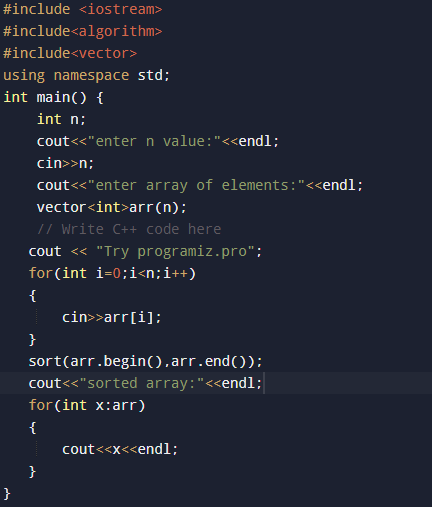 #include <iostream>
#include<algorithm>
#include<vector>
using namespace std;
int main() {
    int n;
    cout<<"enter n value:"<<endl;
    cin>>n;
    cout<<"enter array of elements:"<<endl;
    vector<int>arr(n);
    // Write C++ code here
   cout << "Try programiz.pro";
   for(int i=0;i<n;i++)
   {
       cin>>arr[i];
   }
   sort(arr.begin(),arr.end());
   cout<<"sorted array:"<<endl;
   for(int x:arr)
   {
       cout<<x<<endl;
   }
}